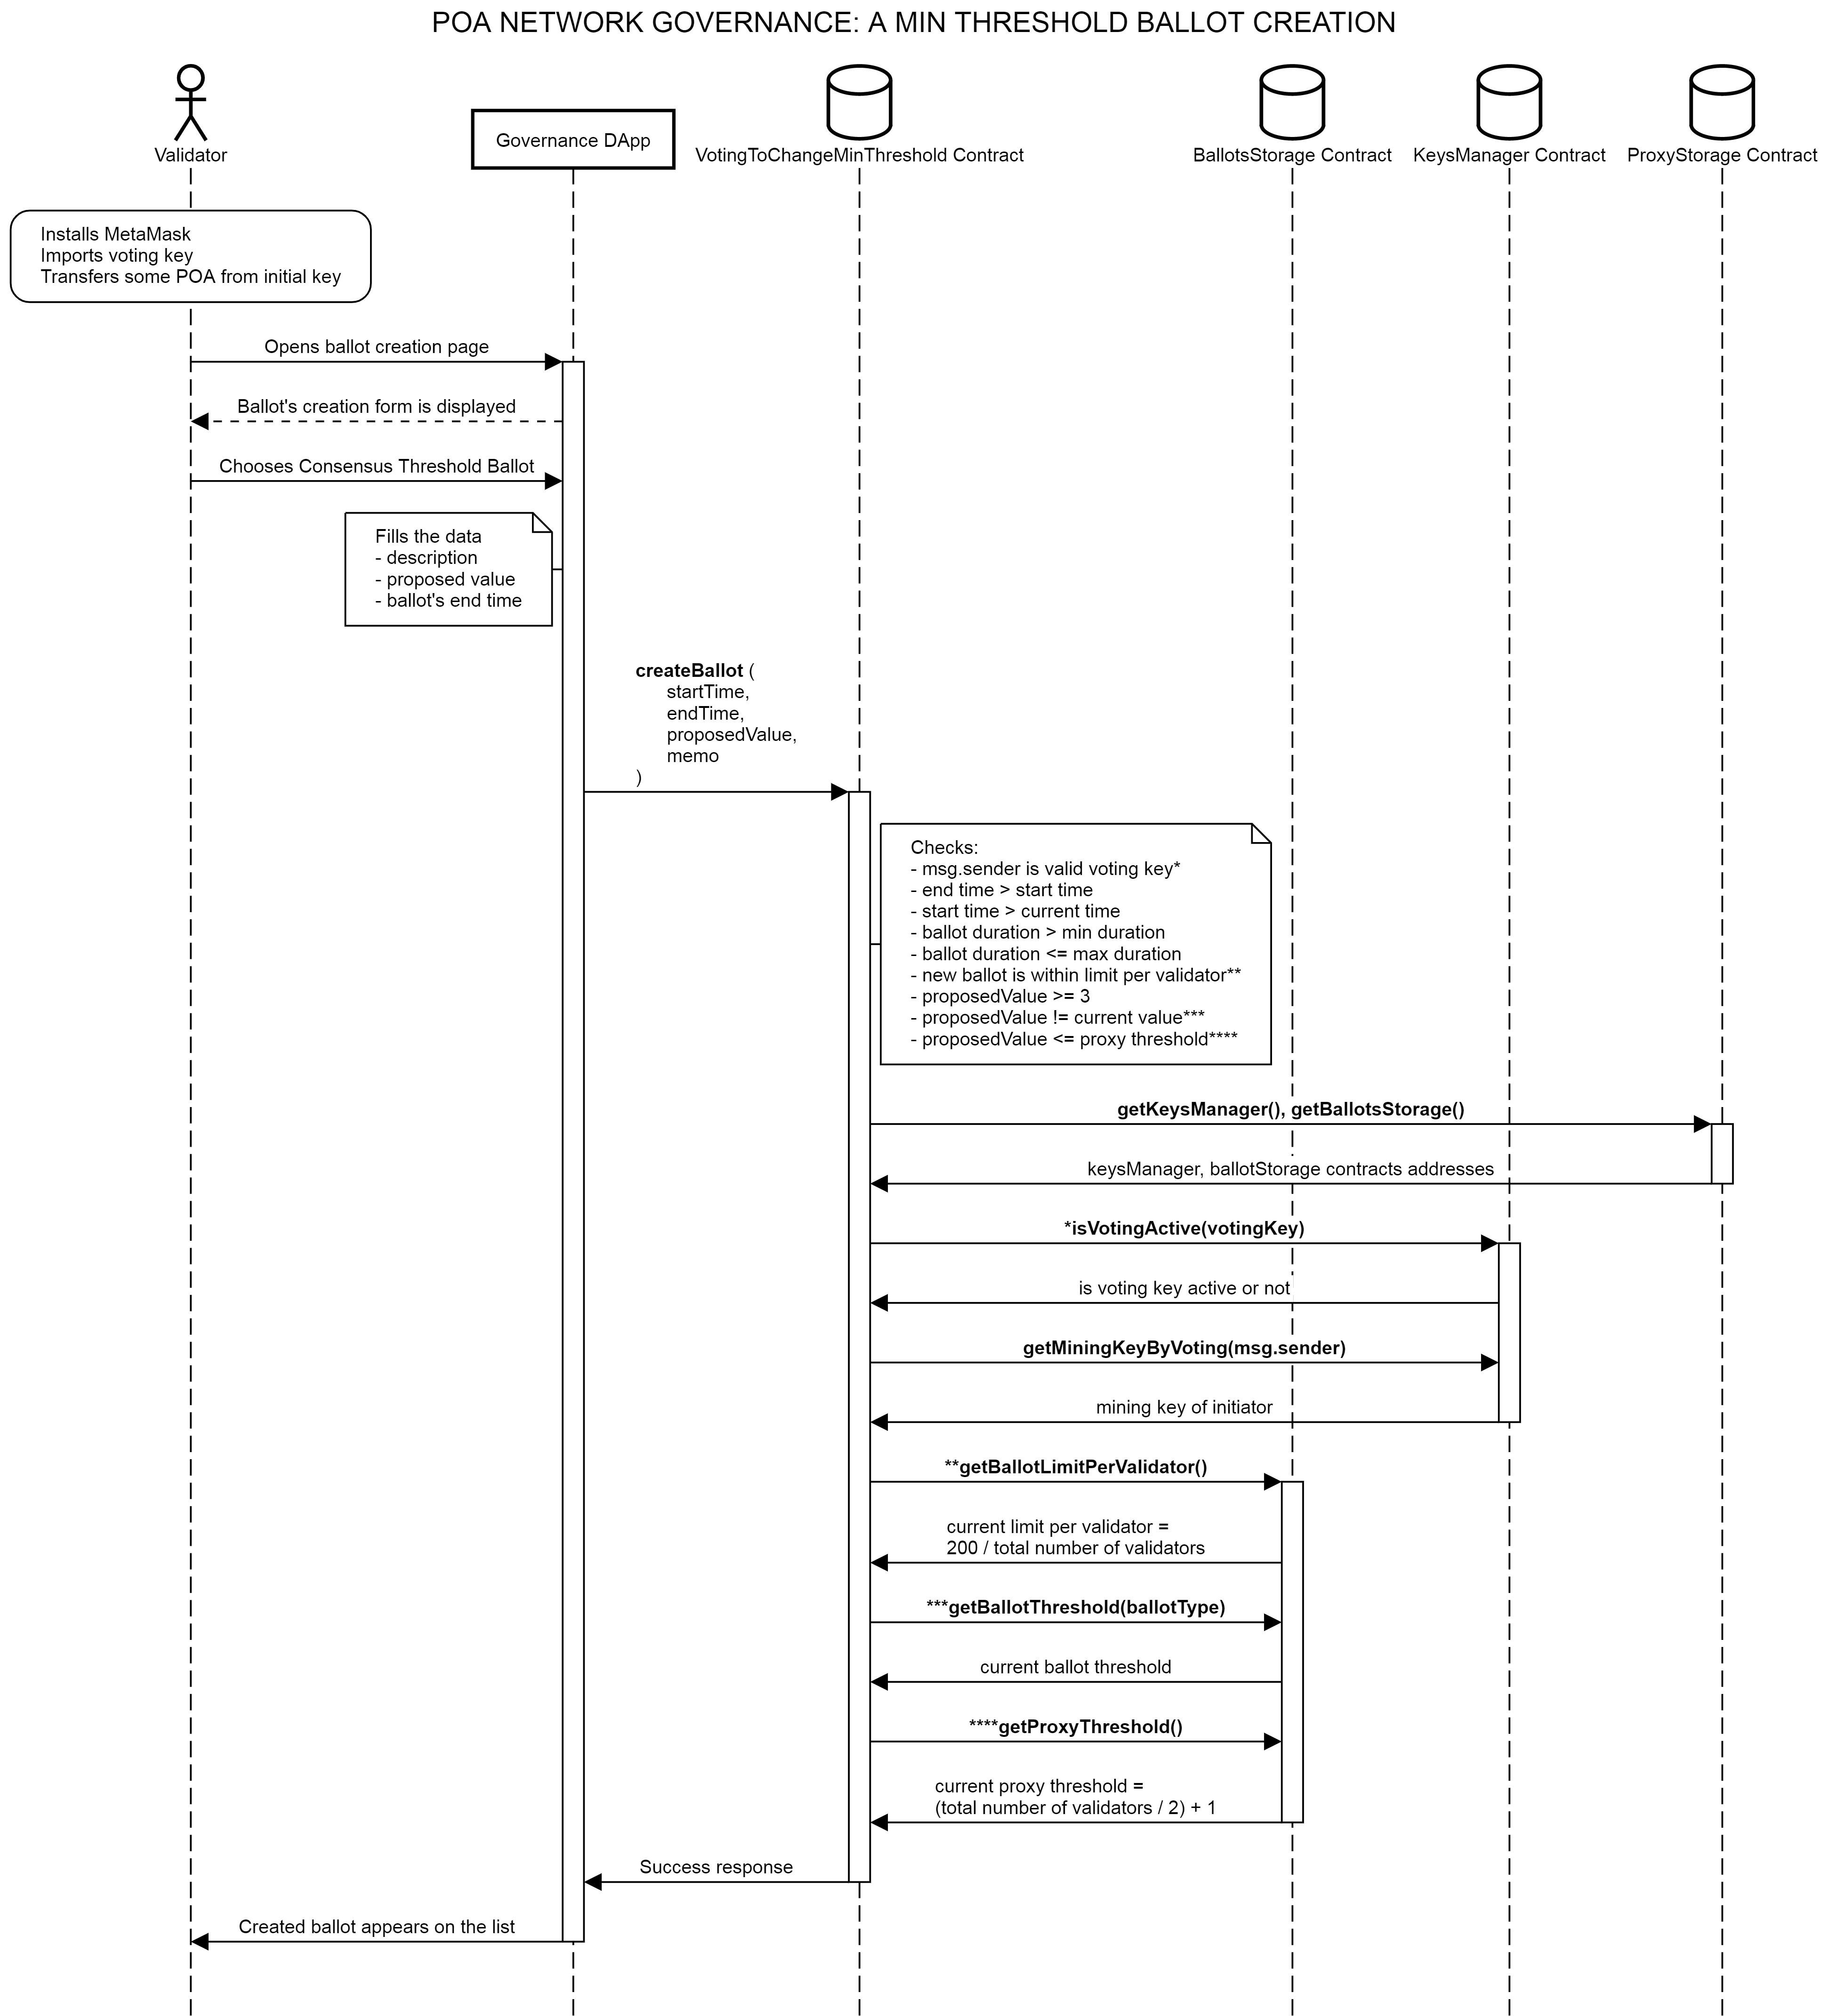 POA NETWORK GOVERNANCE: A MIN THRESHOLD BALLOT CREATION
Validator
Governance DApp
VotingToChangeMinThreshold Contract
BallotsStorage Contract
KeysManager Contract
ProxyStorage Contract
Installs MetaMask
Imports voting key
Transfers some POA from initial key
Opens ballot creation page
Ballot's creation form is displayed
Chooses Consensus Threshold Ballot
Fills the data
- description
- proposed value
- ballot's end time
createBallot (
startTime,
endTime,
proposedValue,
memo
)
Checks:
- msg.sender is valid voting key*
- end time > start time
- start time > current time
- ballot duration > min duration
- ballot duration <= max duration
- new ballot is within limit per validator**
- proposedValue >= 3
- proposedValue != current value***
- proposedValue <= proxy threshold****
getKeysManager(), getBallotsStorage()
keysManager, ballotStorage contracts addresses
*isVotingActive(votingKey)
is voting key active or not
getMiningKeyByVoting(msg.sender)
mining key of initiator
**getBallotLimitPerValidator()
current limit per validator =
200 / total number of validators
***getBallotThreshold(ballotType)
current ballot threshold
****getProxyThreshold()
current proxy threshold =
(total number of validators / 2) + 1
Success response
Created ballot appears on the list